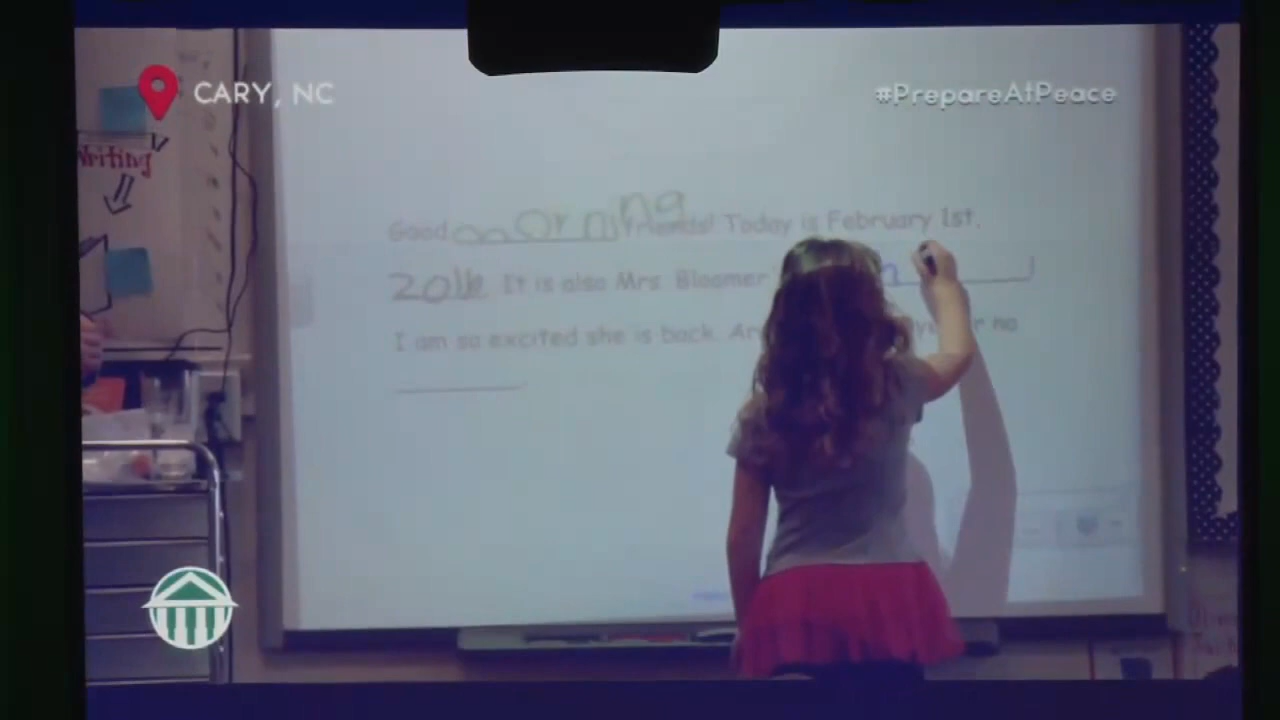 CARY, NC
#PrepareAtPeace
Writing
Good morning friends! Today is February 1st,
It is also Mrs. Bloomer
I am so excited she is back. no